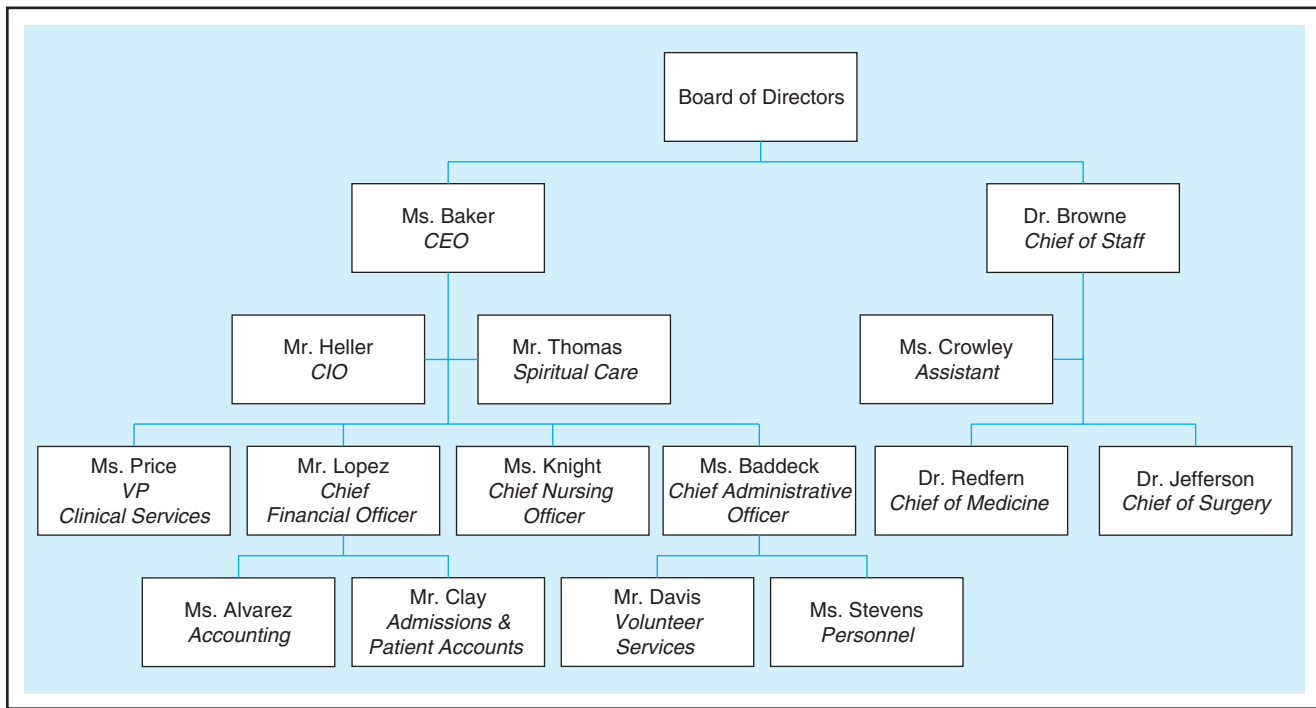 Board of Directors
Ms. Baker
CEO
Dr. Browne
Chief of Staff
Mr. Heller
CIO
Mr. Thomas
Spiritual Care
Ms. Crowley
Assistant
Ms. Price
VP
Clinical Services
Mr. Lopez
Chief
Financial Officer
Ms. Knight
Chief Nursing
Officer
Ms. Baddeck
Chief Administrative
Officer
Dr. Redfern
Chief of Medicine
Dr. Jefferson
Chief of Surgery
Ms. Alvarez
Accounting
Mr. Clay
Admissions &
Patient Accounts
Mr. Davis
Volunteer
Services
Ms. Stevens
Personnel